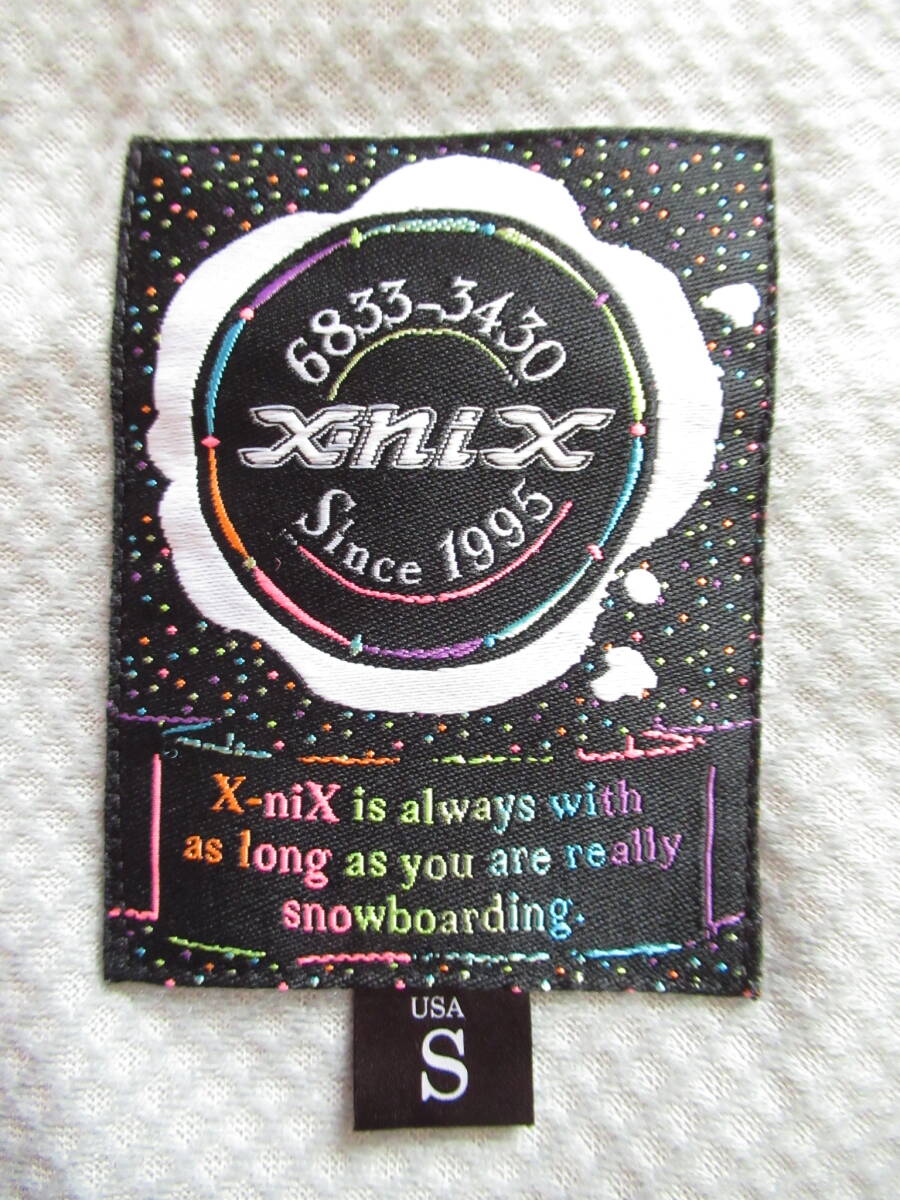 6833-3430
X-niX
Since 1995
X-niX is always with
as long as you are really
snowboarding.
USA
S